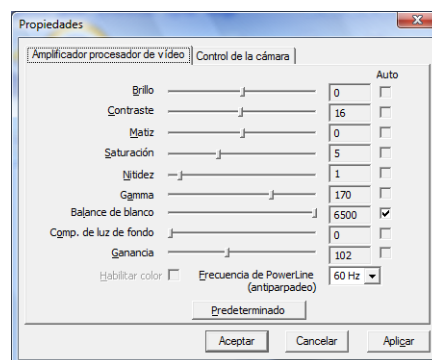 Propiedades
Amplificador procesador de vídeo
Control de la cámara
Auto
Brillo 0
Contraste 16
Matiz 0
Saturación 5
Nitidez 1
Gamma 170
Balance de blanco 6500
Comp. de luz de fondo 0
Ganancia 102
Habilitar color Frecuencia de PowerLine 60 Hz
(antiparpadeo)
Predeterminado
Aceptar Cancelar Aplicar